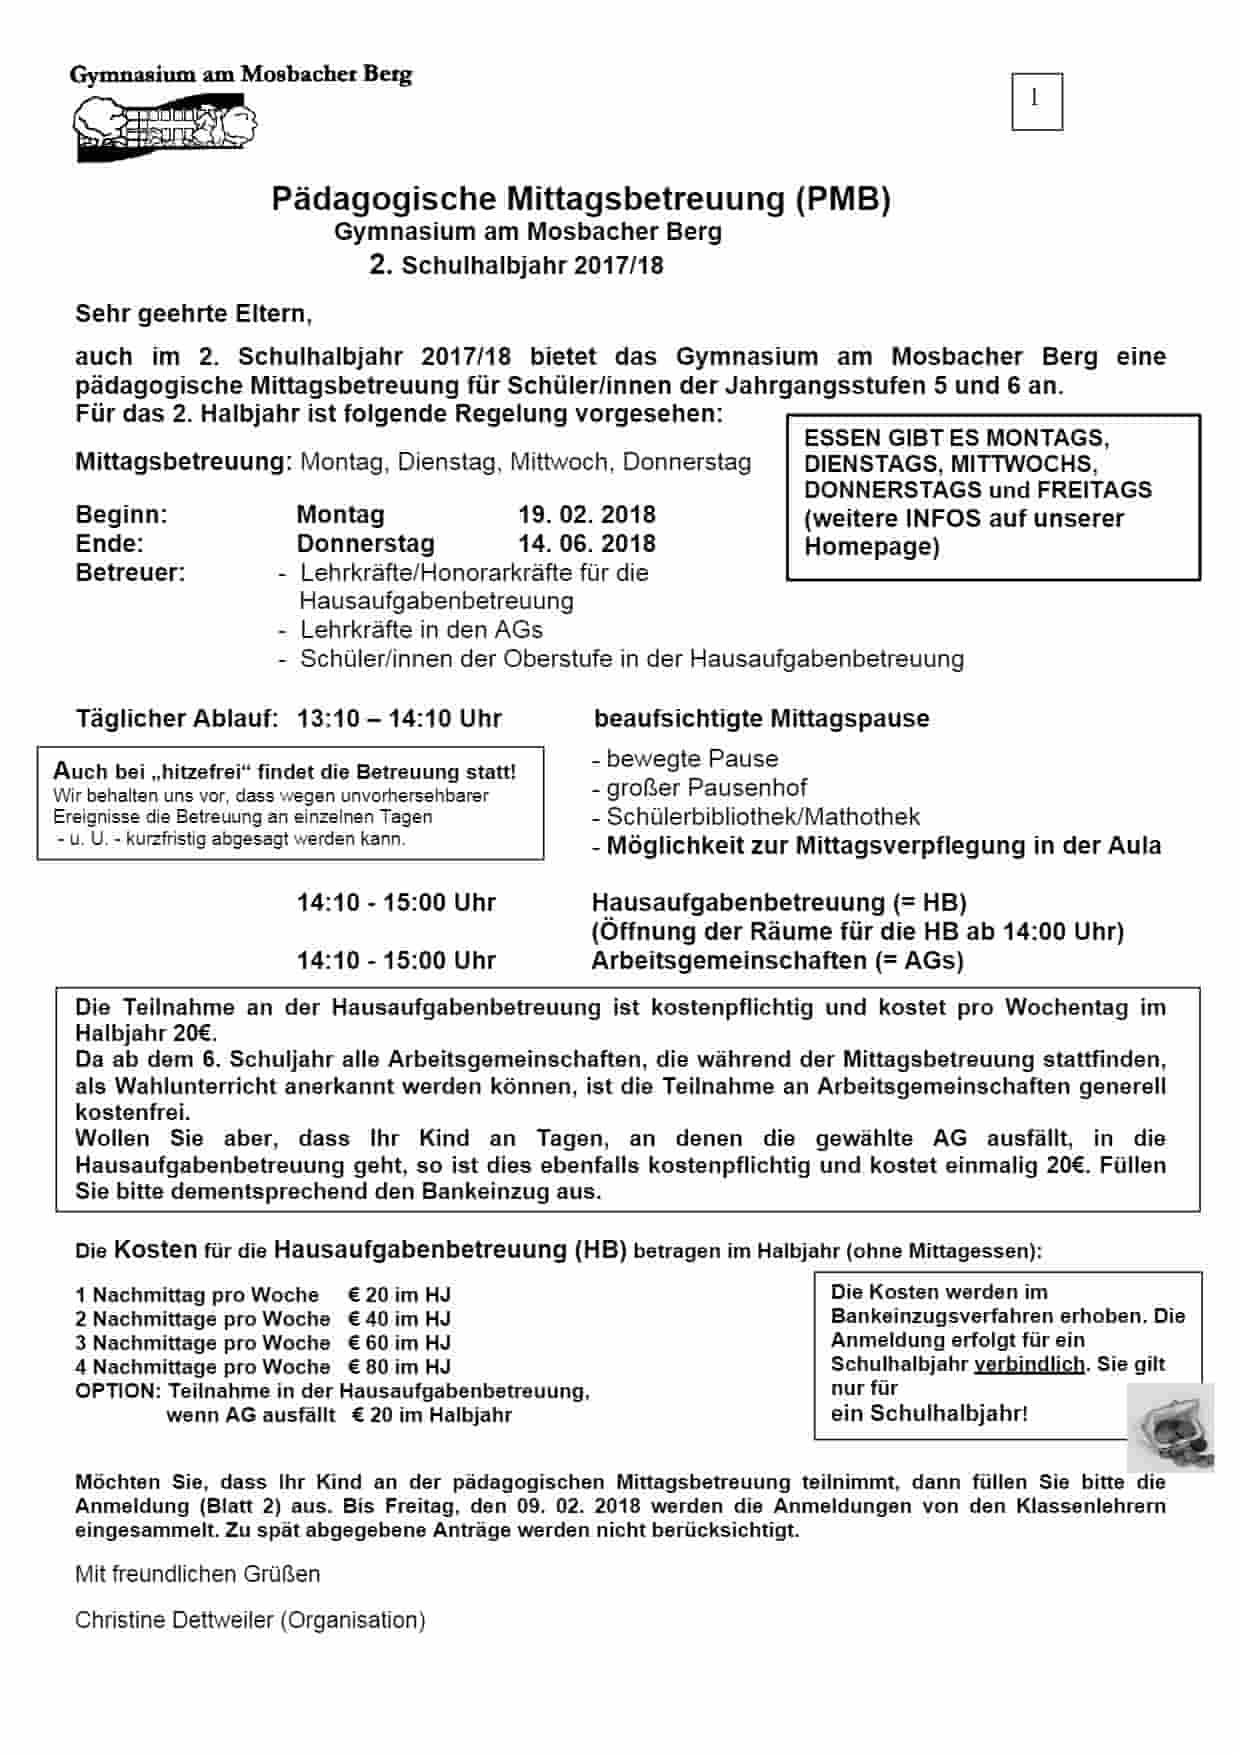 Gymnasium am Mosbacher Berg
1
Pädagogische Mittagsbetreuung (PMB)
Gymnasium am Mosbacher Berg
2. Schulhalbjahr 2017/18
Sehr geehrte Eltern,
auch im 2. Schulhalbjahr 2017/18 bietet das Gymnasium am Mosbacher Berg eine
pädagogische Mittagsbetreuung für Schüler/innen der Jahrgangsstufen 5 und 6 an.
Für das 2. Halbjahr ist folgende Regelung vorgesehen:
Mittagsbetreuung: Montag, Dienstag, Mittwoch, Donnerstag
ESSEN GIBT ES MONTAGS,
DIENSTAGS, MITTWOCHS,
DONNERSTAGS und FREITAGS
(weitere INFOS auf unserer
Homepage)
Beginn: Montag 19. 02. 2018
Ende: Donnerstag 14. 06. 2018
Betreuer: - Lehrkräfte/Honorarkräfte für die
Hausaufgabenbetreuung
- Lehrkräfte in den AGs
- Schüler/innen der Oberstufe in der Hausaufgabenbetreuung
Täglicher Ablauf: 13:10 – 14:10 Uhr beaufsichtigte Mittagspause
Auch bei „hitzefrei“ findet die Betreuung statt!
Wir behalten uns vor, dass wegen unvorhersehbarer
Ereignisse die Betreuung an einzelnen Tagen
- u. U. - kurzfristig abgesagt werden kann.
- bewegte Pause
- großer Pausenhof
- Schülerbibliothek/Mathothek
- Möglichkeit zur Mittagsverpflegung in der Aula
14:10 - 15:00 Uhr Hausaufgabenbetreuung (= HB)
(Öffnung der Räume für die HB ab 14:00 Uhr)
14:10 - 15:00 Uhr Arbeitsgemeinschaften (= AGs)
Die Teilnahme an der Hausaufgabenbetreuung ist kostenpflichtig und kostet pro Wochentag im
Halbjahr 20€.
Da ab dem 6. Schuljahr alle Arbeitsgemeinschaften, die während der Mittagsbetreuung stattfinden,
als Wahlunterricht anerkannt werden können, ist die Teilnahme an Arbeitsgemeinschaften generell
kostenfrei.
Wollen Sie aber, dass Ihr Kind an Tagen, an denen die gewählte AG ausfällt, in die
Hausaufgabenbetreuung geht, so ist dies ebenfalls kostenpflichtig und kostet einmalig 20€. Füllen
Sie bitte dementsprechend den Bankeinzug aus.
Die Kosten für die Hausaufgabenbetreuung (HB) betragen im Halbjahr (ohne Mittagessen):
1 Nachmittag pro Woche € 20 im HJ
2 Nachmittage pro Woche € 40 im HJ
3 Nachmittage pro Woche € 60 im HJ
4 Nachmittage pro Woche € 80 im HJ
OPTION: Teilnahme in der Hausaufgabenbetreuung,
wenn AG ausfällt € 20 im Halbjahr
Die Kosten werden im
Bankeinzugsverfahren erhoben. Die
Anmeldung erfolgt für ein
Schulhalbjahr verbindlich. Sie gilt
nur für
ein Schulhalbjahr!
Möchten Sie, dass Ihr Kind an der pädagogischen Mittagsbetreuung teilnimmt, dann füllen Sie bitte die
Anmeldung (Blatt 2) aus. Bis Freitag, den 09. 02. 2018 werden die Anmeldungen von den Klassenlehrern
eingesammelt. Zu spät abgegebene Anträge werden nicht berücksichtigt.
Mit freundlichen Grüßen
Christine Dettweiler (Organisation)